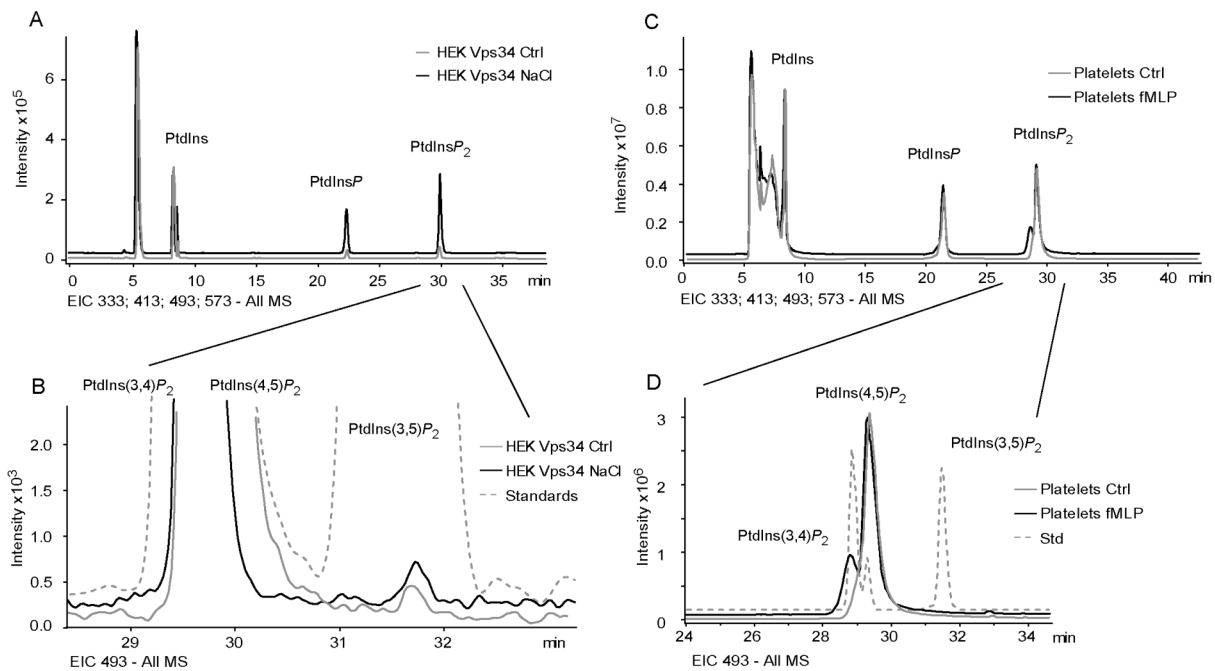 A
HEK Vps34 Ctrl
HEK Vps34 NaCl
Intensity x10^5
6
4
2
0
PtdIns
PtdInsP
PtdInsP2
0 5 10 15 20 25 30 35 min
EIC 333; 413; 493; 573 - All MS
B
PtdIns(3,4)P2
PtdIns(4,5)P2
PtdIns(3,5)P2
HEK Vps34 Ctrl
HEK Vps34 NaCl
Standards
Intensity x10^3
2.0
1.5
1.0
0.5
0.0
29 30 31 32 min
EIC 493 - All MS
C
Platelets Ctrl
Platelets fMLP
Intensity x10^7
1.0
0.8
0.6
0.4
0.2
0.0
PtdIns
PtdInsP
PtdInsP2
0 5 10 15 20 25 30 35 40 min
EIC 333; 413; 493; 573 - All MS
D
PtdIns(4,5)P2
PtdIns(3,5)P2
PtdIns(3,4)P2
Platelets Ctrl
Platelets fMLP
Std
Intensity x10^6
3
2
1
0
24 26 28 30 32 34 min
EIC 493 - All MS